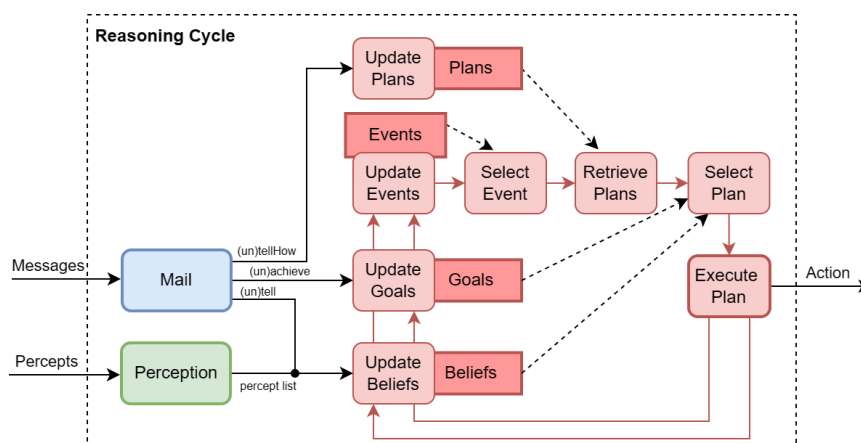 Reasoning Cycle
Update
Plans
Plans
Events
Update
Events
Select
Event
Retrieve
Plans
Select
Plan
(un)tellHow
Messages
Mail
(un)achieve
(un)tell
Update
Goals
Goals
Execute
Plan
Action
Percepts
Perception
percept list
Update
Beliefs
Beliefs